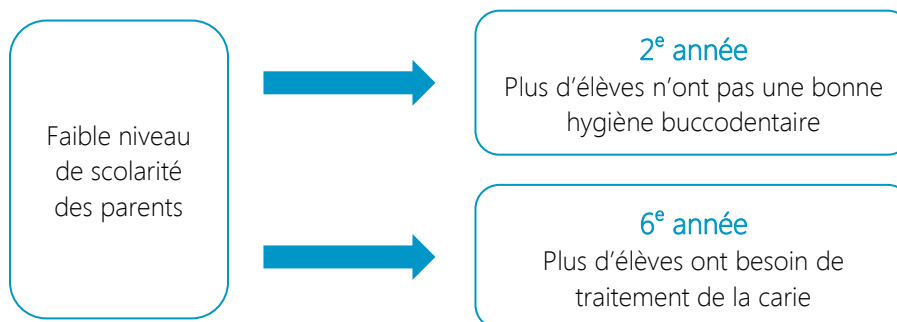 Faible niveau
de scolarité
des parents
2e année
Plus d'élèves n'ont pas une bonne
hygiène buccodentaire
6e année
Plus d'élèves ont besoin de
traitement de la carie